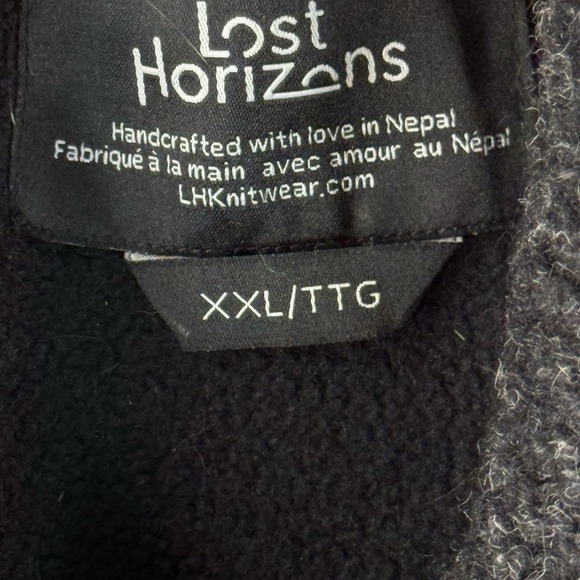 Lost
Horizons
Handcrafted with love in Nepal
Fabriqué à la main avec amour au Népal
LHKnitwear.com
XXL/TTG